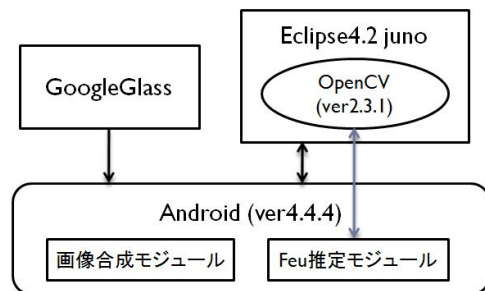 Eclipse4.2 juno
GoogleGlass
OpenCV
(ver2.3.1)
Android (ver4.4.4)
画像合成モジュール
Feu推定モジュール